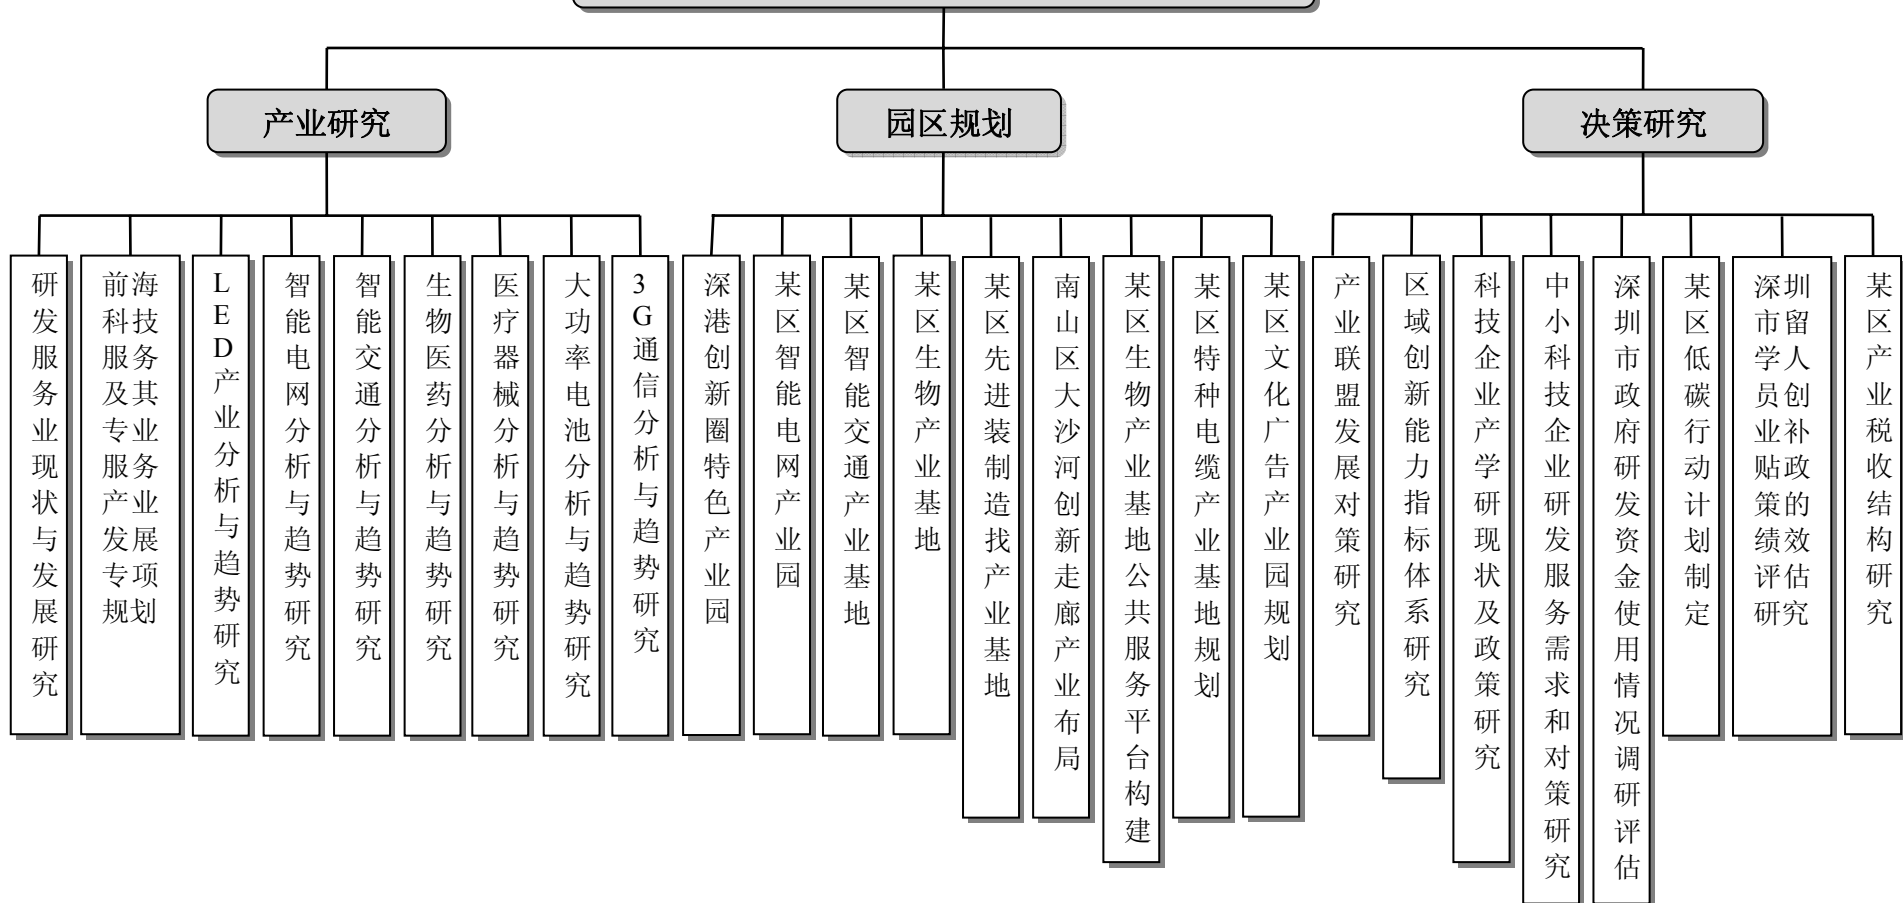 产业研究
园区规划
决策研究
研发服务业现状与发展研究
前海科技服务及其专业服务产业发展专项规划
LED产业分析与趋势研究
智能电网分析与趋势研究
智能交通分析与趋势研究
生物医药分析与趋势研究
医疗器械分析与趋势研究
大功率电池分析与趋势研究
3G通信分析与趋势研究
深港创新圈特色产业园
某区智能电网产业园
某区智能交通产业基地
某区生物产业基地
某区先进装制造找产业基地
南山区大沙河创新走廊产业布局
某区生物产业基地公共服务平台构建
某区特种电缆产业基地规划
某区文化广告产业园规划
产业联盟发展对策研究
区域创新能力指标体系研究
科技企业产学研现状及政策研究
中小科技企业研发服务需求和对策研究
深圳市政府研发资金使用情况调研评估
某区低碳行动计划制定
深圳市留学人员创业补贴政策的绩效评估研究
某区产业税收结构研究